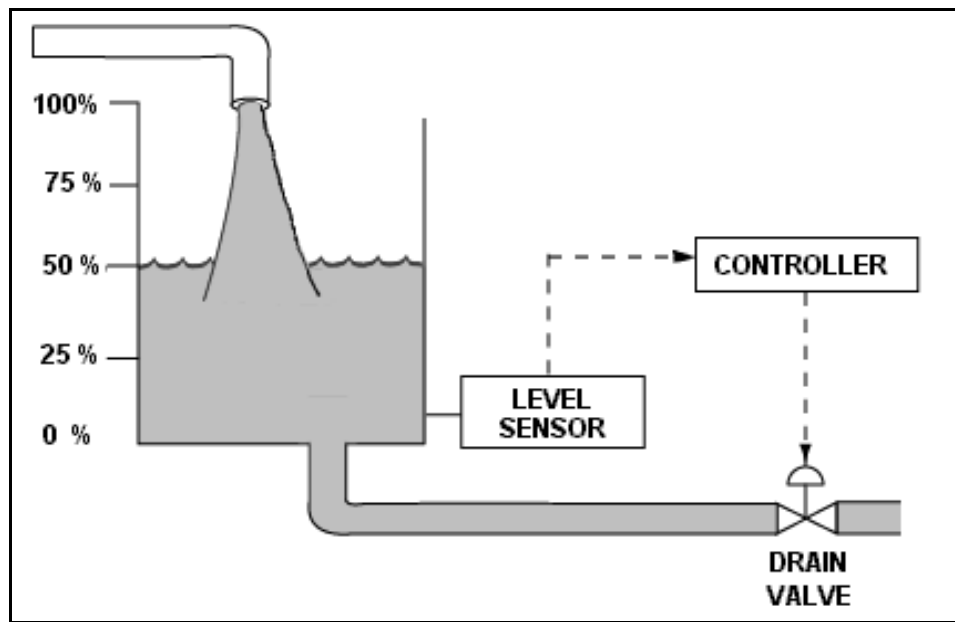 100%
75 %
50 %
25 %
0 %
CONTROLLER
LEVEL
SENSOR
DRAIN
VALVE